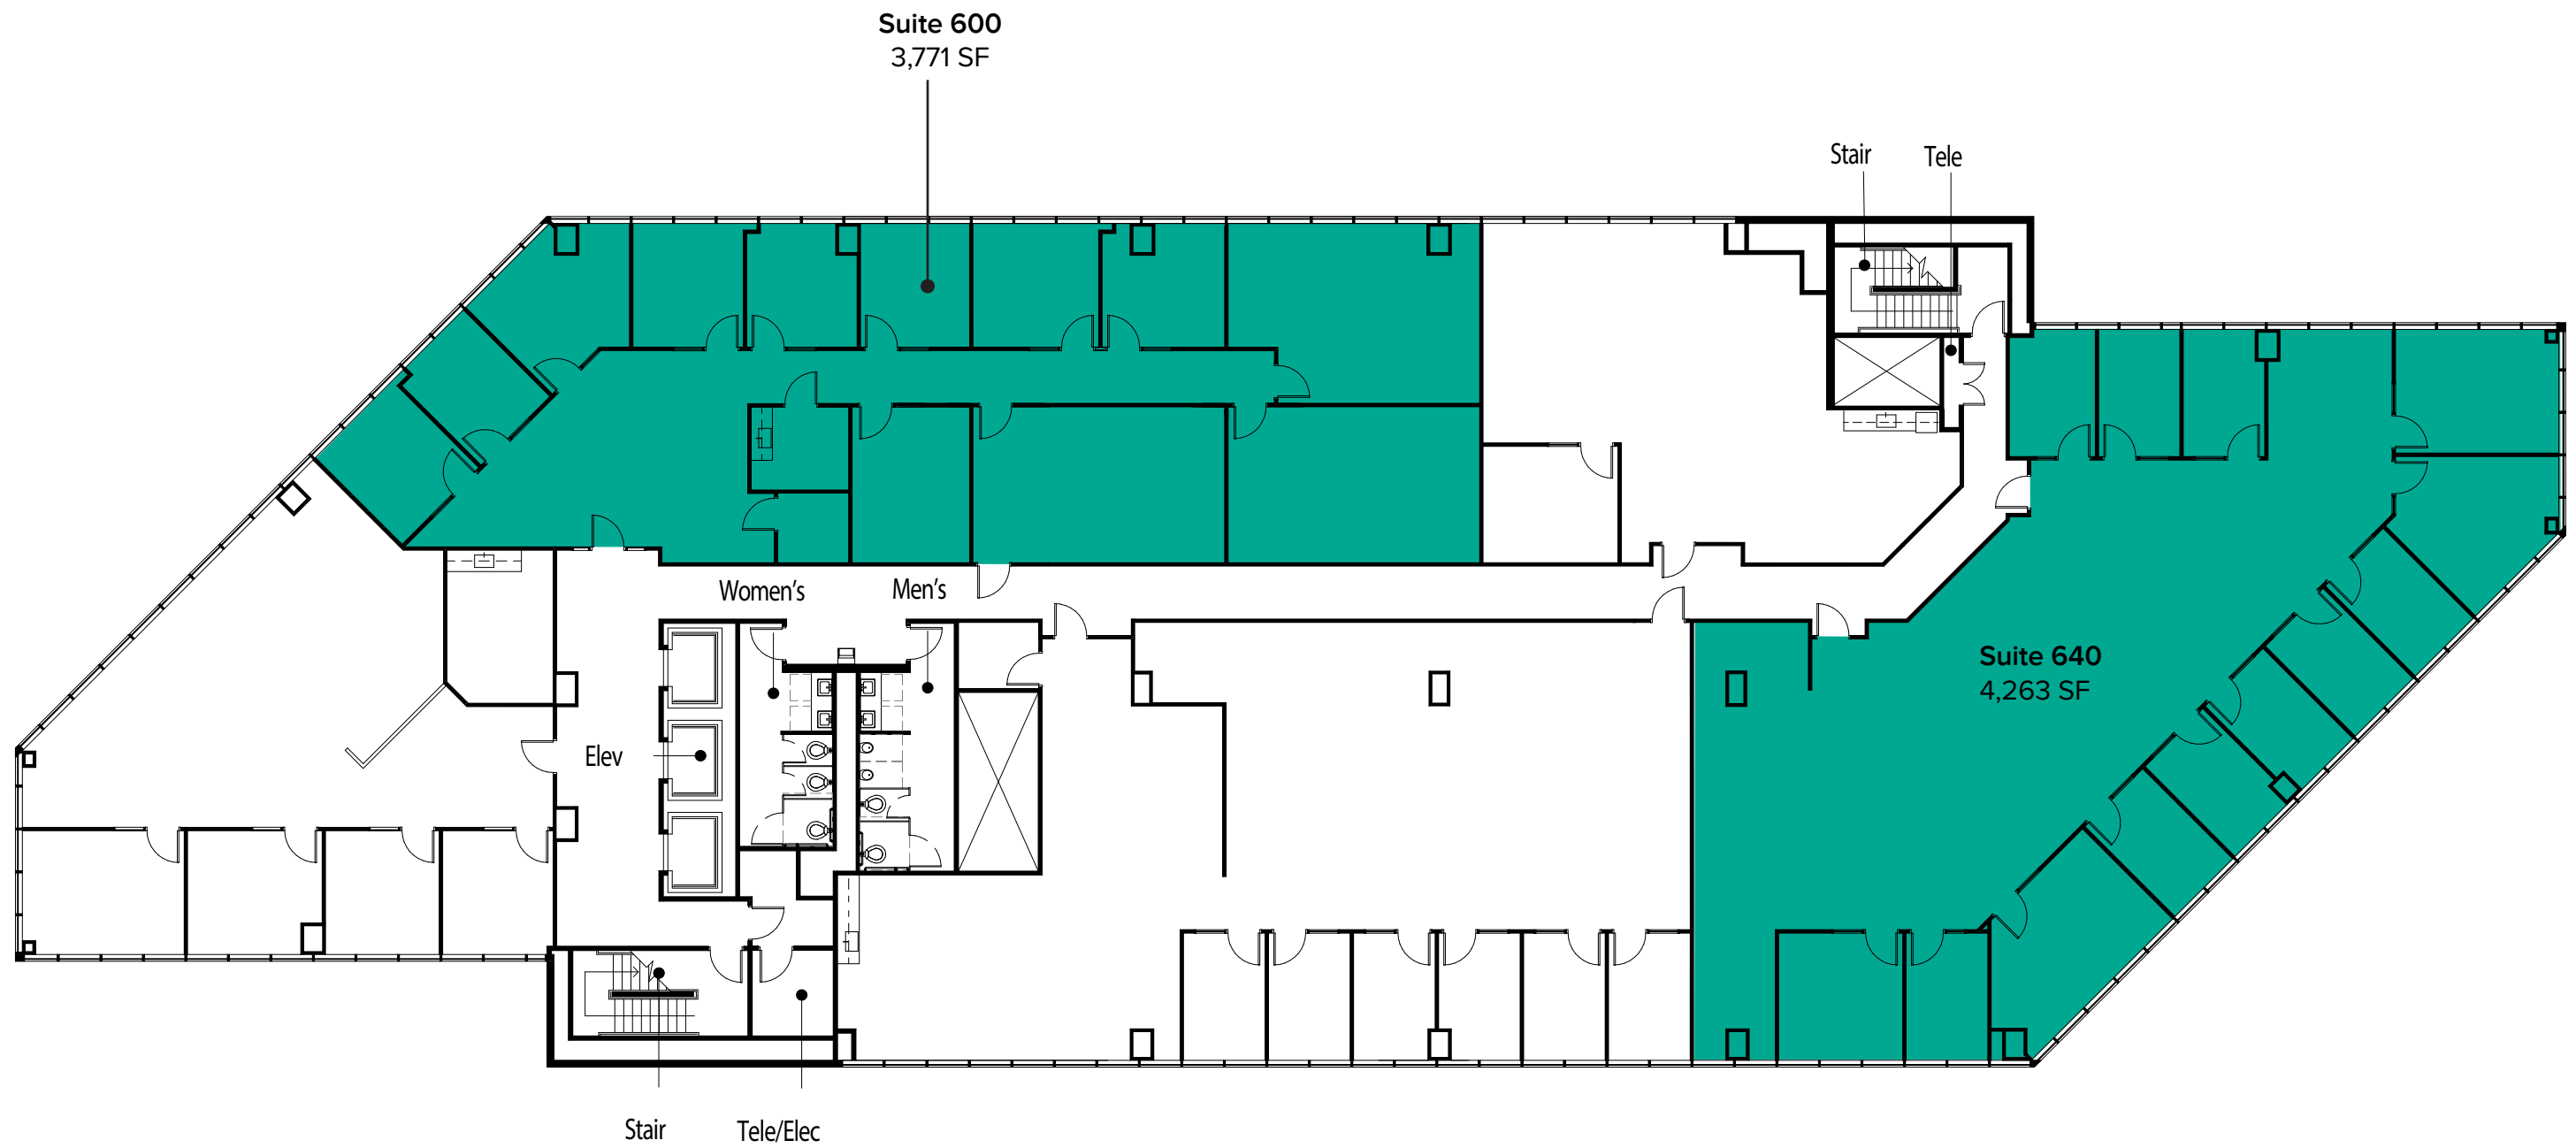 Suite 600
3,771 SF
Stair
Tele
Women's
Men's
Suite 640
4,263 SF
Elev
Stair
Tele/Elec